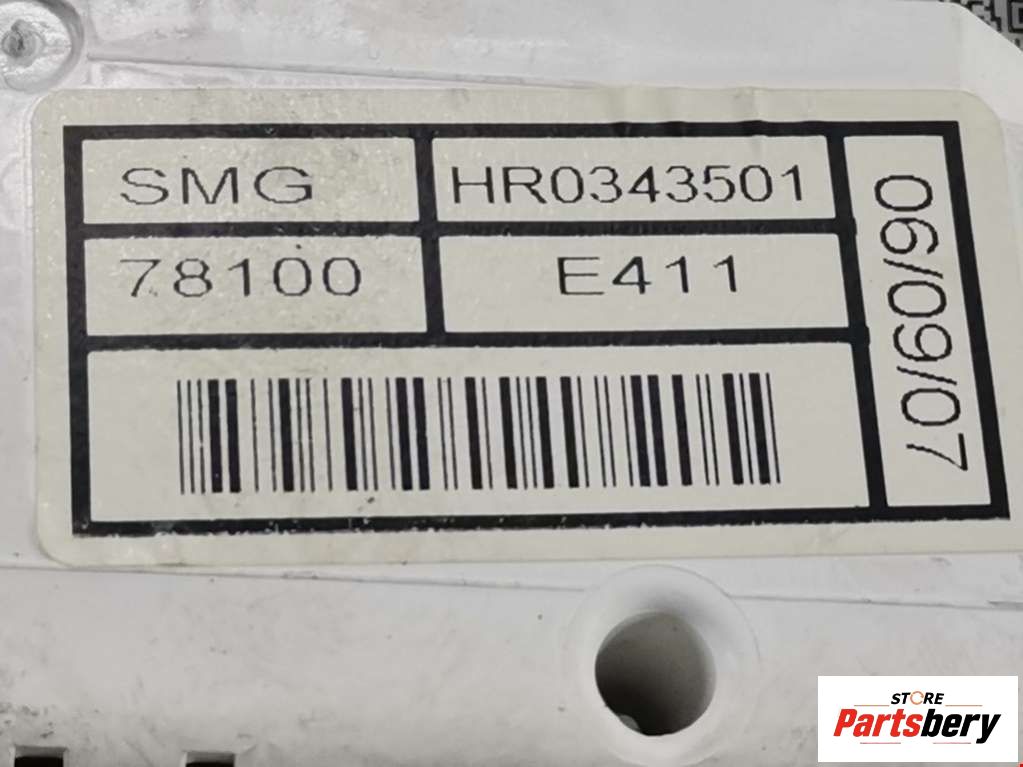 SMG
HR0343501
78100
E411
06/09/07
STORE
Partsbery